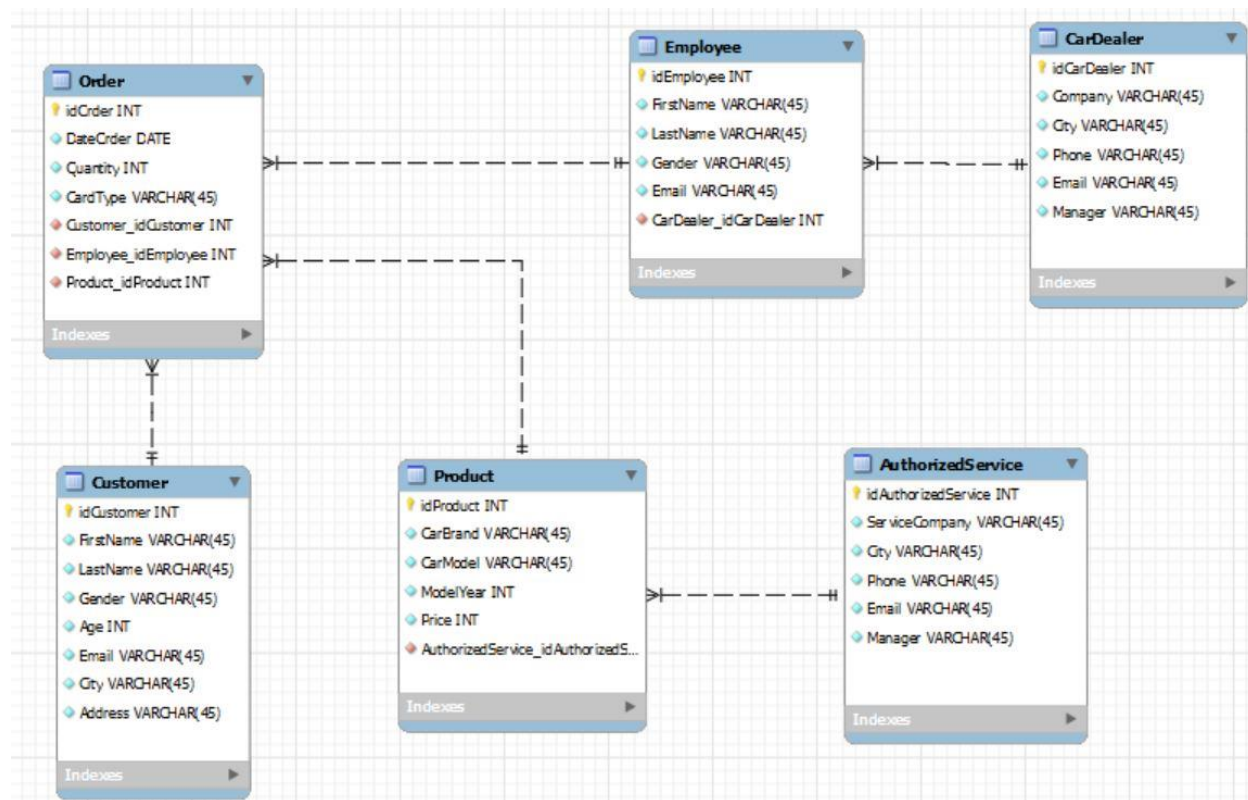 Order
idOrder INT
DateOrder DATE
Quantity INT
CardType VARCHAR(45)
Customer_idCustomer INT
Employee_idEmployee INT
Product_idProduct INT
Indexes
Employee
idEmployee INT
FirstName VARCHAR(45)
LastName VARCHAR(45)
Gender VARCHAR(45)
Email VARCHAR(45)
CarDealer_idCarDealer INT
Indexes
CarDealer
idCarDealer INT
Company VARCHAR(45)
City VARCHAR(45)
Phone VARCHAR(45)
Email VARCHAR(45)
Manager VARCHAR(45)
Indexes
Customer
idCustomer INT
FirstName VARCHAR(45)
LastName VARCHAR(45)
Gender VARCHAR(45)
Age INT
Email VARCHAR(45)
City VARCHAR(45)
Address VARCHAR(45)
Indexes
Product
idProduct INT
CarBrand VARCHAR(45)
CarModel VARCHAR(45)
ModelYear INT
Price INT
AuthorizedService_idAuthorizedS...
Indexes
AuthorizedService
idAuthorizedService INT
ServiceCompany VARCHAR(45)
City VARCHAR(45)
Phone VARCHAR(45)
Email VARCHAR(45)
Manager VARCHAR(45)
Indexes